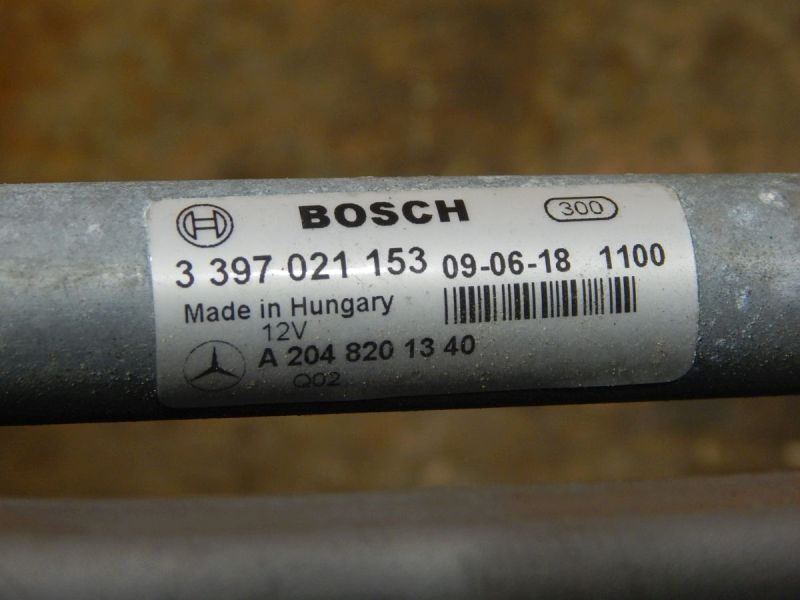 BOSCH 300
3 397 021 153 09-06-18 1100
Made in Hungary
12V
A 204 820 13 40
Q02